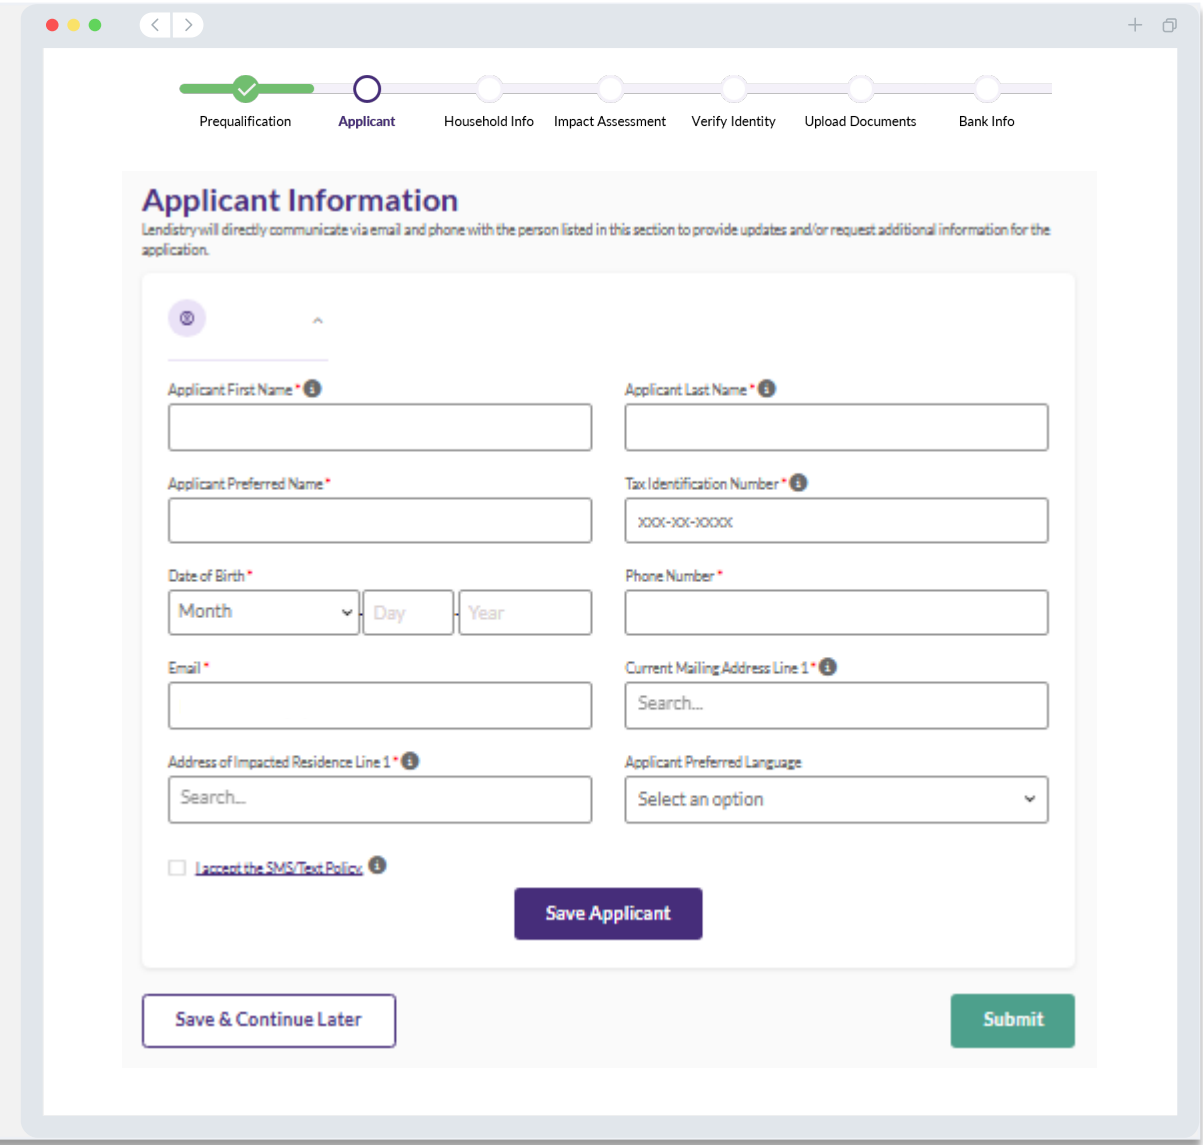 Prequalification Applicant Household Info Impact Assessment Verify Identity Upload Documents Bank Info
Applicant Information
Lendistry will directly communicate via email and phone with the person listed in this section to provide updates and/or request additional information for the
application.
Applicant First Name * Applicant Last Name *
Applicant Preferred Name * Tax Identification Number *
xxx-xx-xxxx
Date of Birth * Phone Number *
Month - Day - Year
Email * Current Mailing Address Line 1 *
Search...
Address of Impacted Residence Line 1 * Applicant Preferred Language
Search... Select an option
I accept the SMS/Text Policy.
Save Applicant
Save & Continue Later Submit